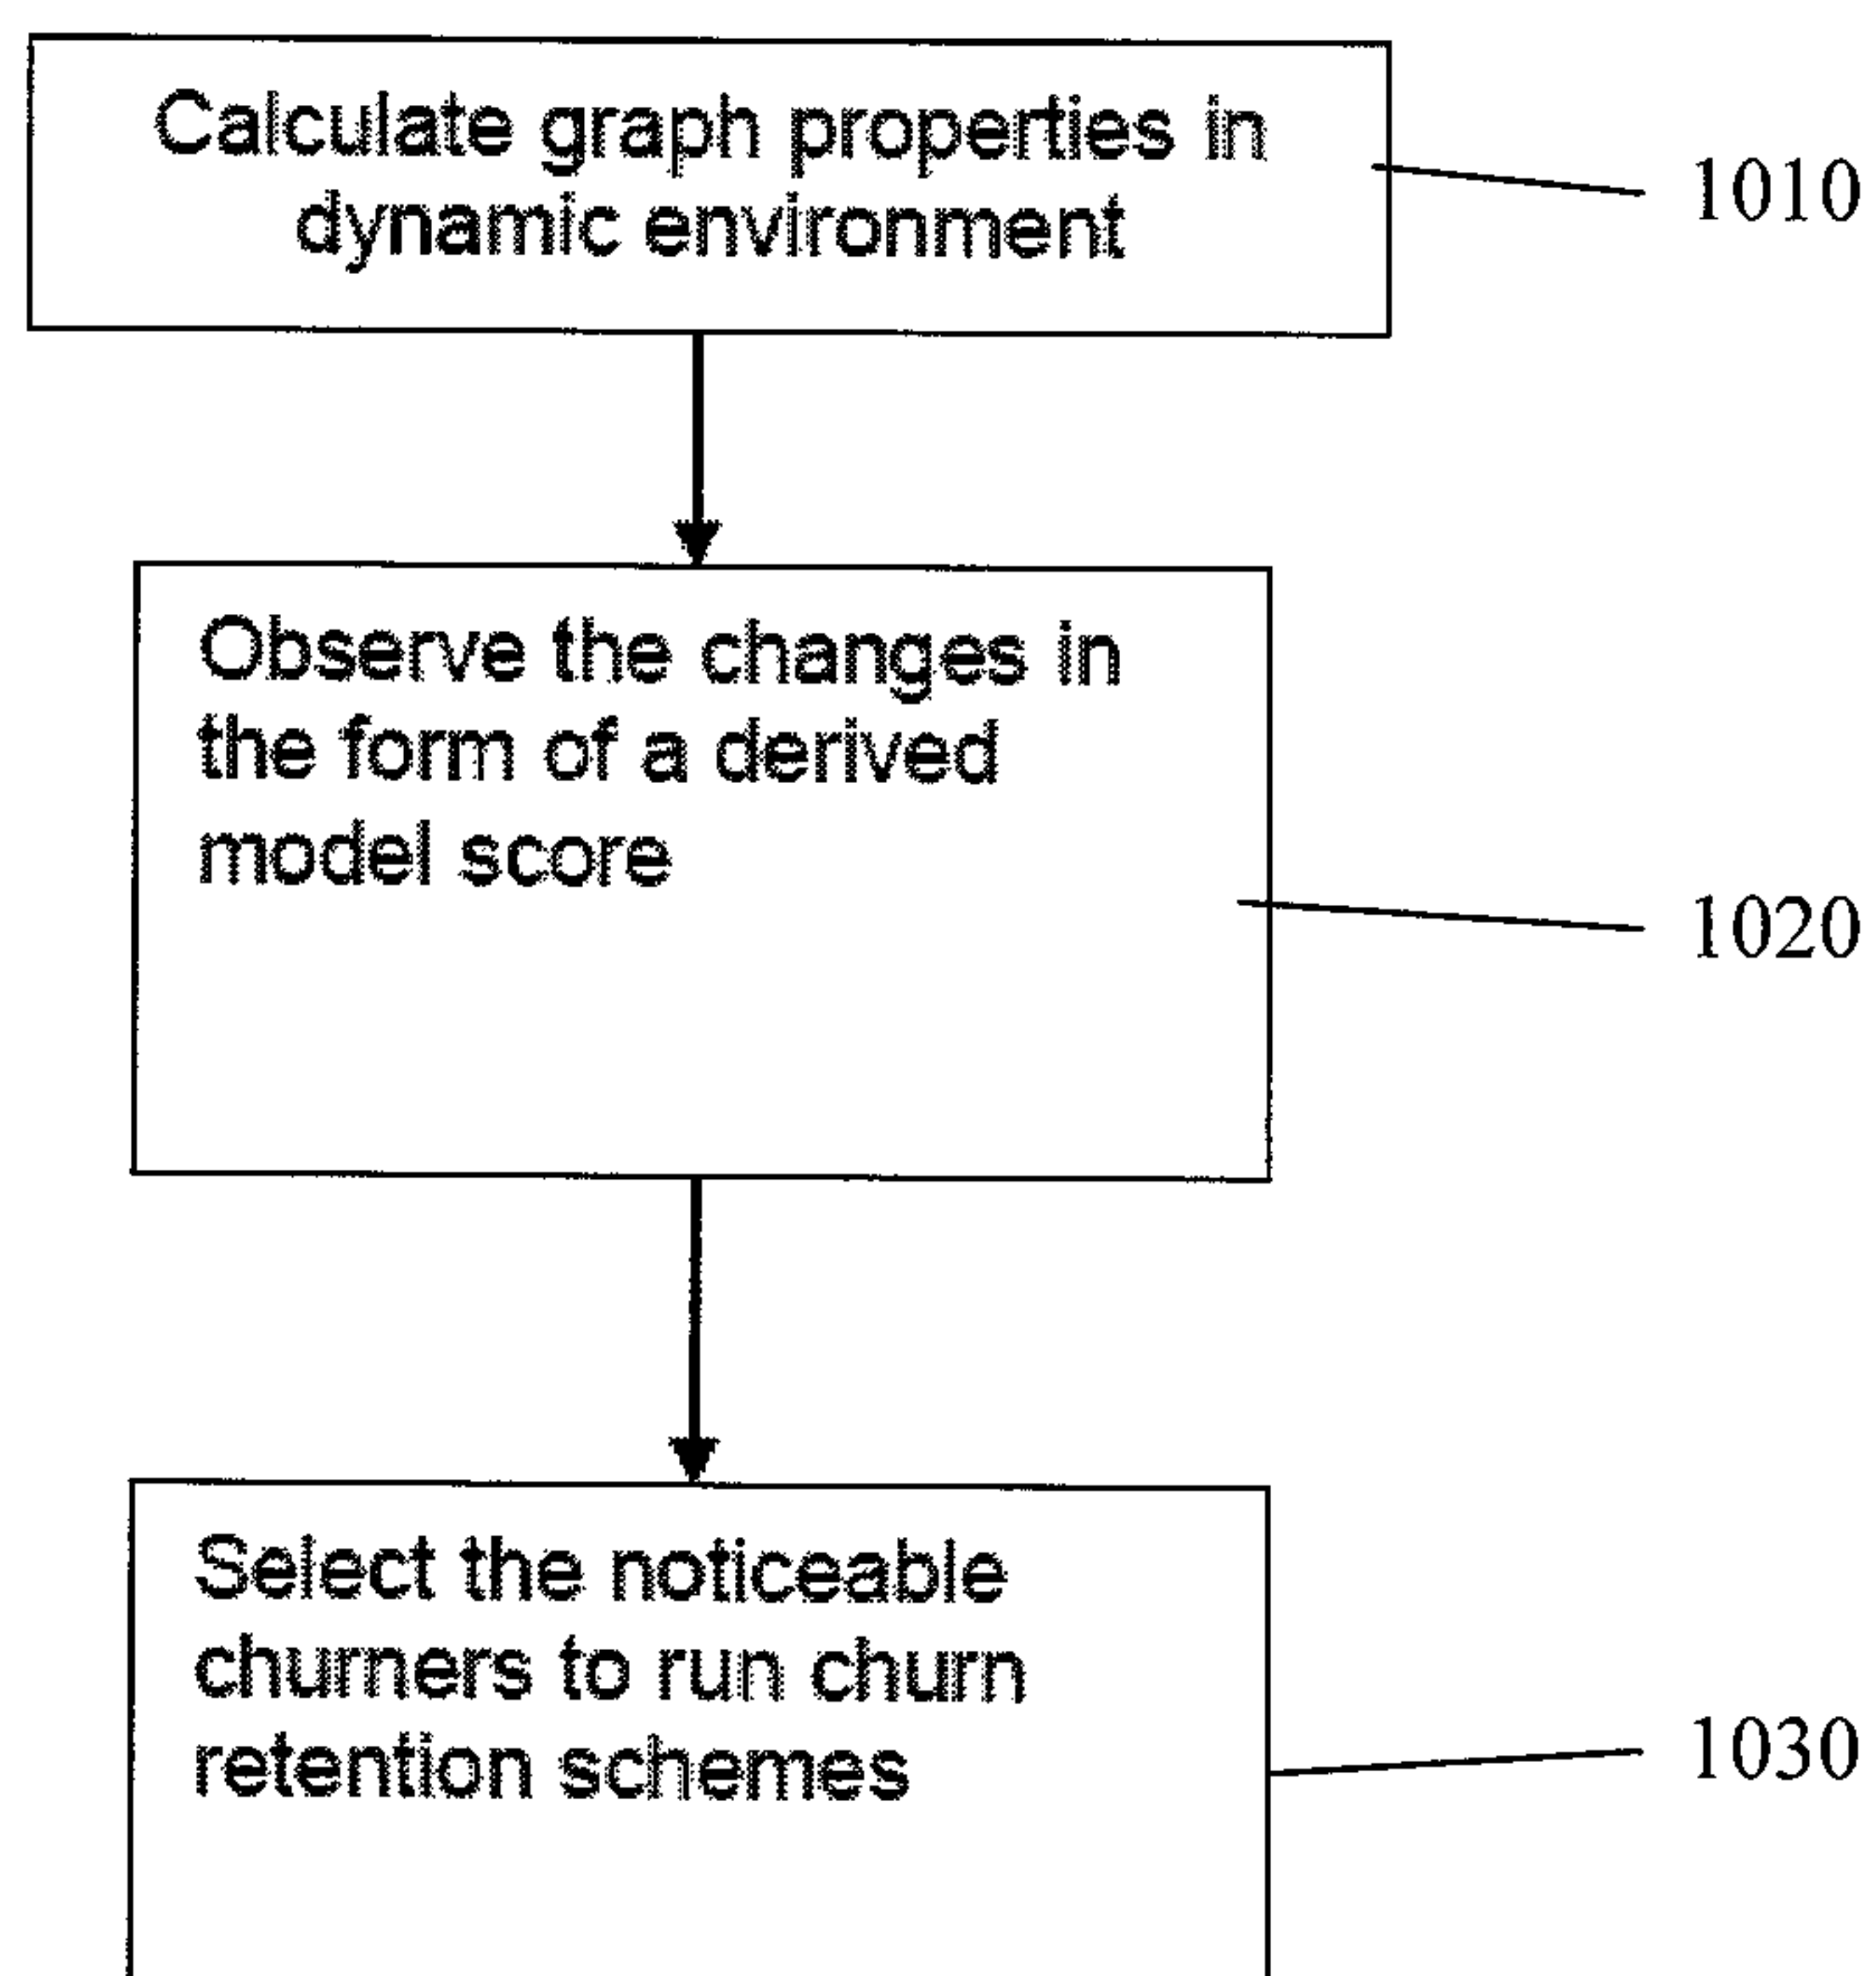 Calculate graph properties in
dynamic environment
1010
Observe the changes in
the form of a derived
model score
1020
Select the noticeable
churners to run churn
retention schemes
1030